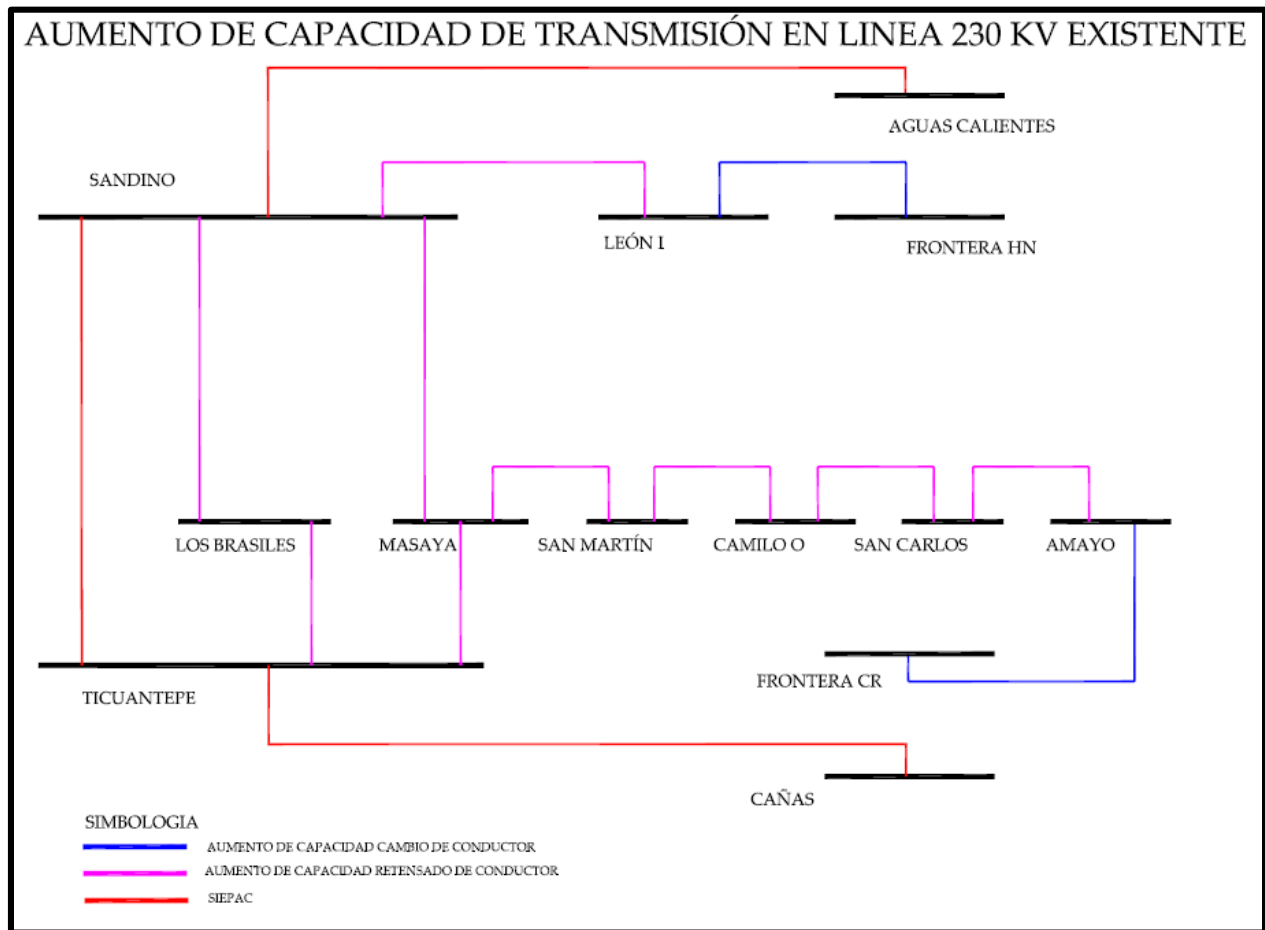 AUMENTO DE CAPACIDAD DE TRANSMISIÓN EN LINEA 230 KV EXISTENTE
AGUAS CALIENTES
SANDINO
LEÓN I
FRONTERA HN
LOS BRASILES
MASAYA
SAN MARTÍN
CAMILO O
SAN CARLOS
AMAYO
FRONTERA CR
TICUANTEPE
CAÑAS
SIMBOLOGIA
AUMENTO DE CAPACIDAD CAMBIO DE CONDUCTOR
AUMENTO DE CAPACIDAD RETENSADO DE CONDUCTOR
SIEPAC